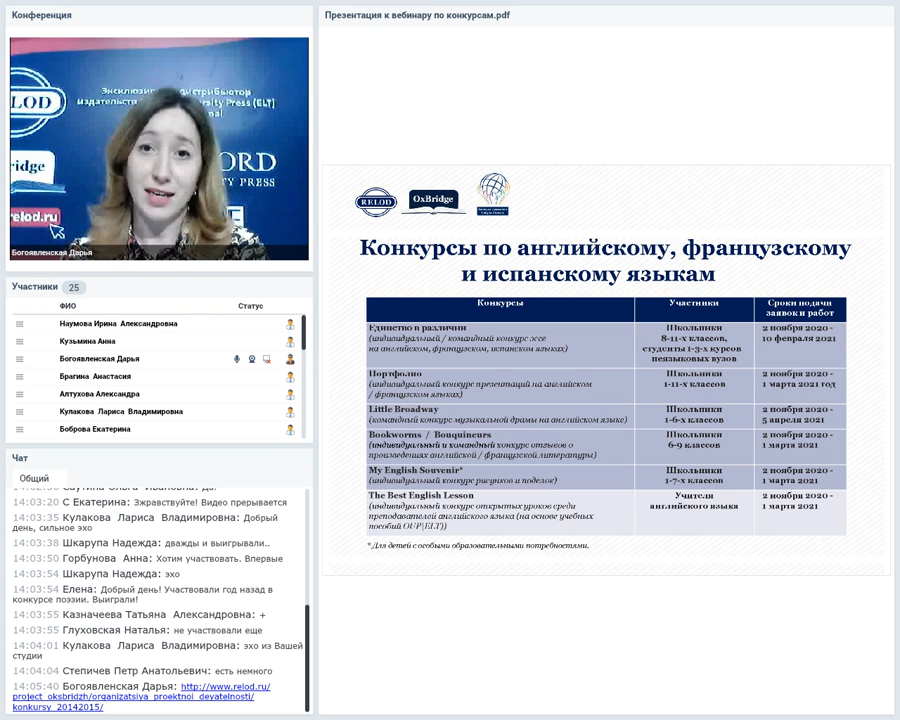 Конференция
RELOD
Эксклюзив
дистрибьютор
издательств
ersity Press (ELT)
relod.ru
Богоявленская Дарья
Участники 25
ФИО Статус
Наумова Ирина Александровна
Кузьмина Анна
Богоявленская Дарья
Брагина Анастасия
Алтухова Александра
Кулакова Лариса Владимировна
Боброва Екатерина
Чат
Общий
14:03:20 С Екатерина: Зжравствуйте! Видео прерывается
14:03:35 Кулакова Лариса Владимировна: Добрый
день, сильное эхо
14:03:38 Шкарупа Надежда: дважды и выигрывали..
14:03:50 Горбунова Анна: Хотим участвовать. Впервые
14:03:54 Шкарупа Надежда: эхо
14:03:54 Елена: Добрый день! Участвовали год назад в
конкурсе поэзии. Выиграли!
14:03:55 Казначеева Татьяна Александровна: +
14:03:55 Глуховская Наталья: не участвовали еще
14:04:01 Кулакова Лариса Владимировна: эхо из Вашей
студии
14:04:04 Степичев Петр Анатольевич: есть немного
14:05:40 Богоявленская Дарья: http://www.relod.ru/
project_oksbridzh/organizatsiya_proektnoi_deyatelnosti/
konkursy_20142015/
Презентация к вебинару по конкурсам.pdf
RELOD
OxBridge
Конкурсы по английскому, французскому
и испанскому языкам
Конкурсы Участники Сроки подачи
заявок и работ
Единство в различии
(индивидуальный / командный конкурс эссе
на английском, французском, испанском языках)
Школьники
8-11-х классов,
студенты 1-3-х курсов
неязыковых вузов
2 ноября 2020 -
10 февраля 2021
Портфолио
(индивидуальный конкурс презентаций на английском
/ французском языках)
Школьники
1-11-х классов
2 ноября 2020 -
1 марта 2021 год
Little Broadway
(командный конкурс музыкальной драмы на английском языке)
Школьники
1-6-х классов
2 ноября 2020 -
5 апреля 2021
Bookworms / Bouquineurs
(индивидуальный и командный конкурс отзывов о
произведениях английской / французской литературы)
Школьники
6-9 классов
2 ноября 2020 -
1 марта 2021
My English Souvenir*
(индивидуальный конкурс рисунков и поделок)
Школьники
1-7-х классов
2 ноября 2020 -
1 марта 2021
The Best English Lesson
(индивидуальный конкурс открытых уроков среди
преподавателей английского языка (на основе учебных
пособий OUP|ELT))
Учителя
английского языка
2 ноября 2020 -
1 марта 2021
* Для детей с особыми образовательными потребностями.